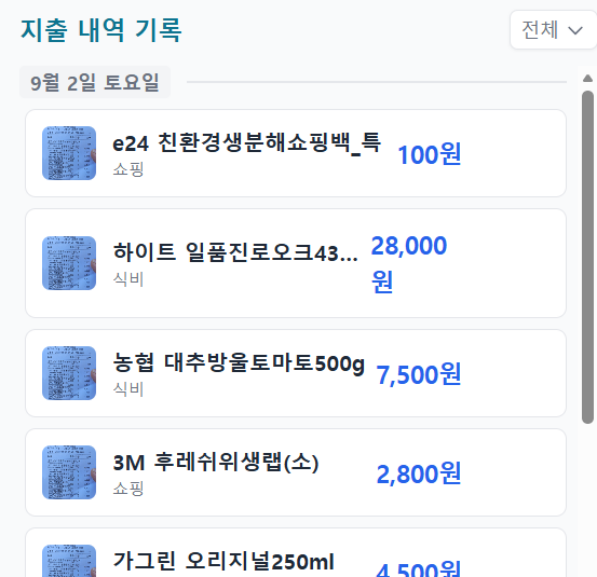 지출 내역 기록
전체
9월 2일 토요일
e24 친환경생분해쇼핑백_특
100원
쇼핑
하이트 일품진로오크43...
28,000
원
식비
농협 대추방울토마토500g
7,500원
식비
3M 후레쉬위생랩(소)
2,800원
쇼핑
가그린 오리지널250ml
4,500원